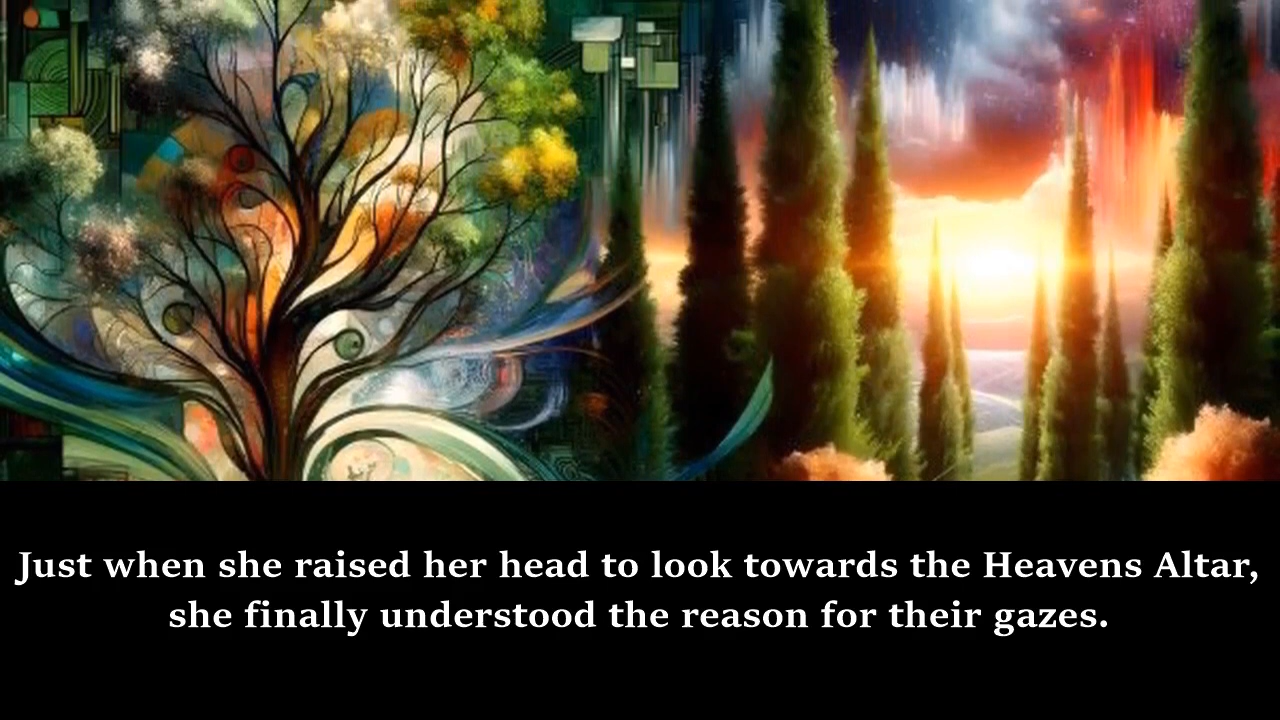 Just when she raised her head to look towards the Heavens Altar,
she finally understood the reason for their gazes.